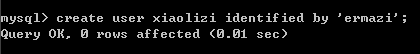 mysql> create user xiaolizi identified by 'ermazi';
Query OK, 0 rows affected (0.01 sec)